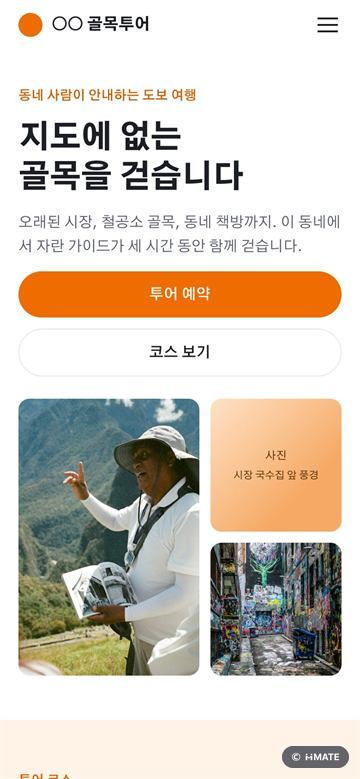 ○○ 골목투어
동네 사람이 안내하는 도보 여행
지도에 없는
골목을 걷습니다
오래된 시장, 철공소 골목, 동네 책방까지. 이 동네에
서 자란 가이드가 세 시간 동안 함께 걷습니다.
투어 예약
코스 보기
사진
시장 국수집 앞 풍경
투어 코스
© HMATE